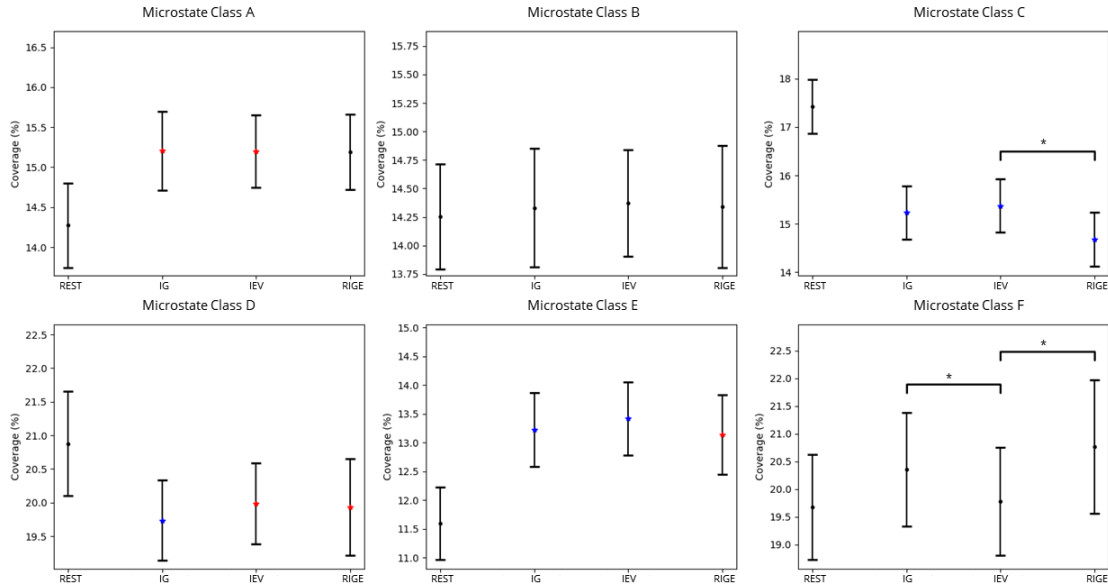 Microstate Class A
Microstate Class B
Microstate Class C
Coverage (%)
16.5
16.0
15.5
15.0
14.5
14.0
REST
IG
IEV
RIGE
Coverage (%)
15.75
15.50
15.25
15.00
14.75
14.50
14.25
14.00
13.75
REST
IG
IEV
RIGE
Coverage (%)
18
17
16
15
14
*
REST
IG
IEV
RIGE
Microstate Class D
Microstate Class E
Microstate Class F
Coverage (%)
22.5
22.0
21.5
21.0
20.5
20.0
19.5
REST
IG
IEV
RIGE
Coverage (%)
15.0
14.5
14.0
13.5
13.0
12.5
12.0
11.5
11.0
REST
IG
IEV
RIGE
Coverage (%)
22.5
22.0
21.5
21.0
20.5
20.0
19.5
19.0
*
*
REST
IG
IEV
RIGE